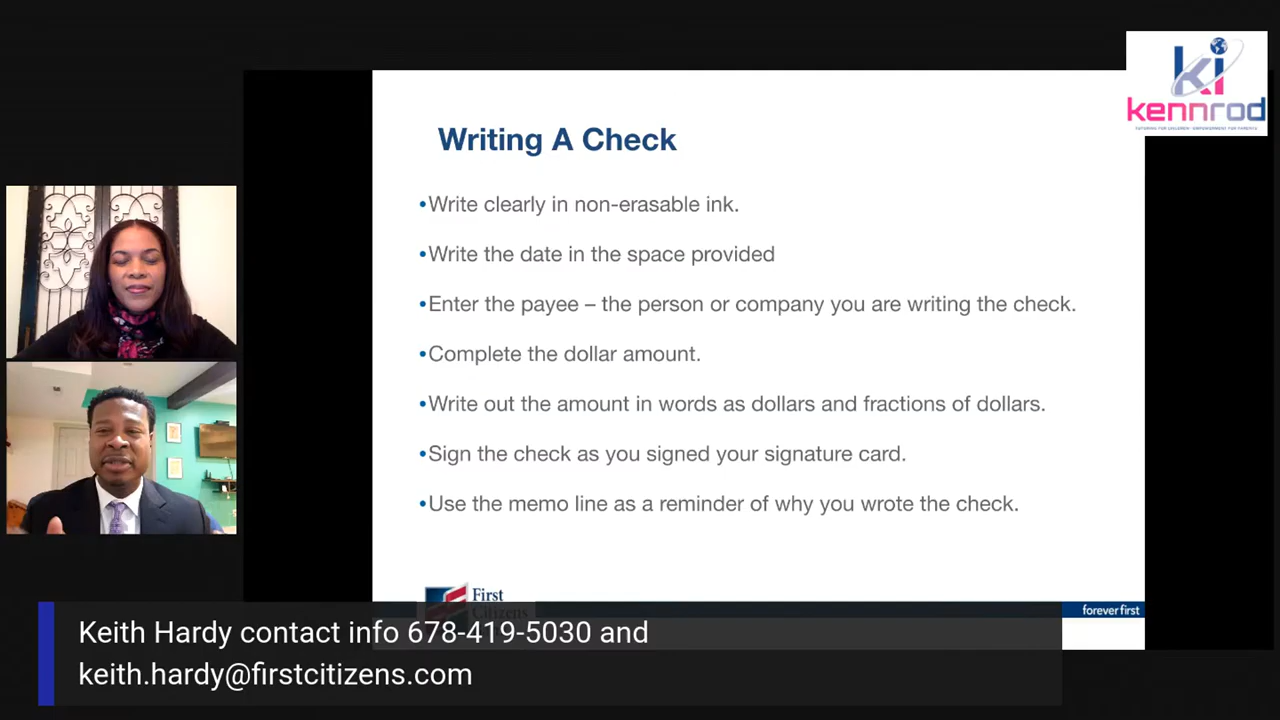 ki
kennrod
Writing A Check
•Write clearly in non-erasable ink.
•Write the date in the space provided
•Enter the payee – the person or company you are writing the check.
•Complete the dollar amount.
•Write out the amount in words as dollars and fractions of dollars.
•Sign the check as you signed your signature card.
•Use the memo line as a reminder of why you wrote the check.
First
Citizens
forever first
Keith Hardy contact info 678-419-5030 and
keith.hardy@firstcitizens.com